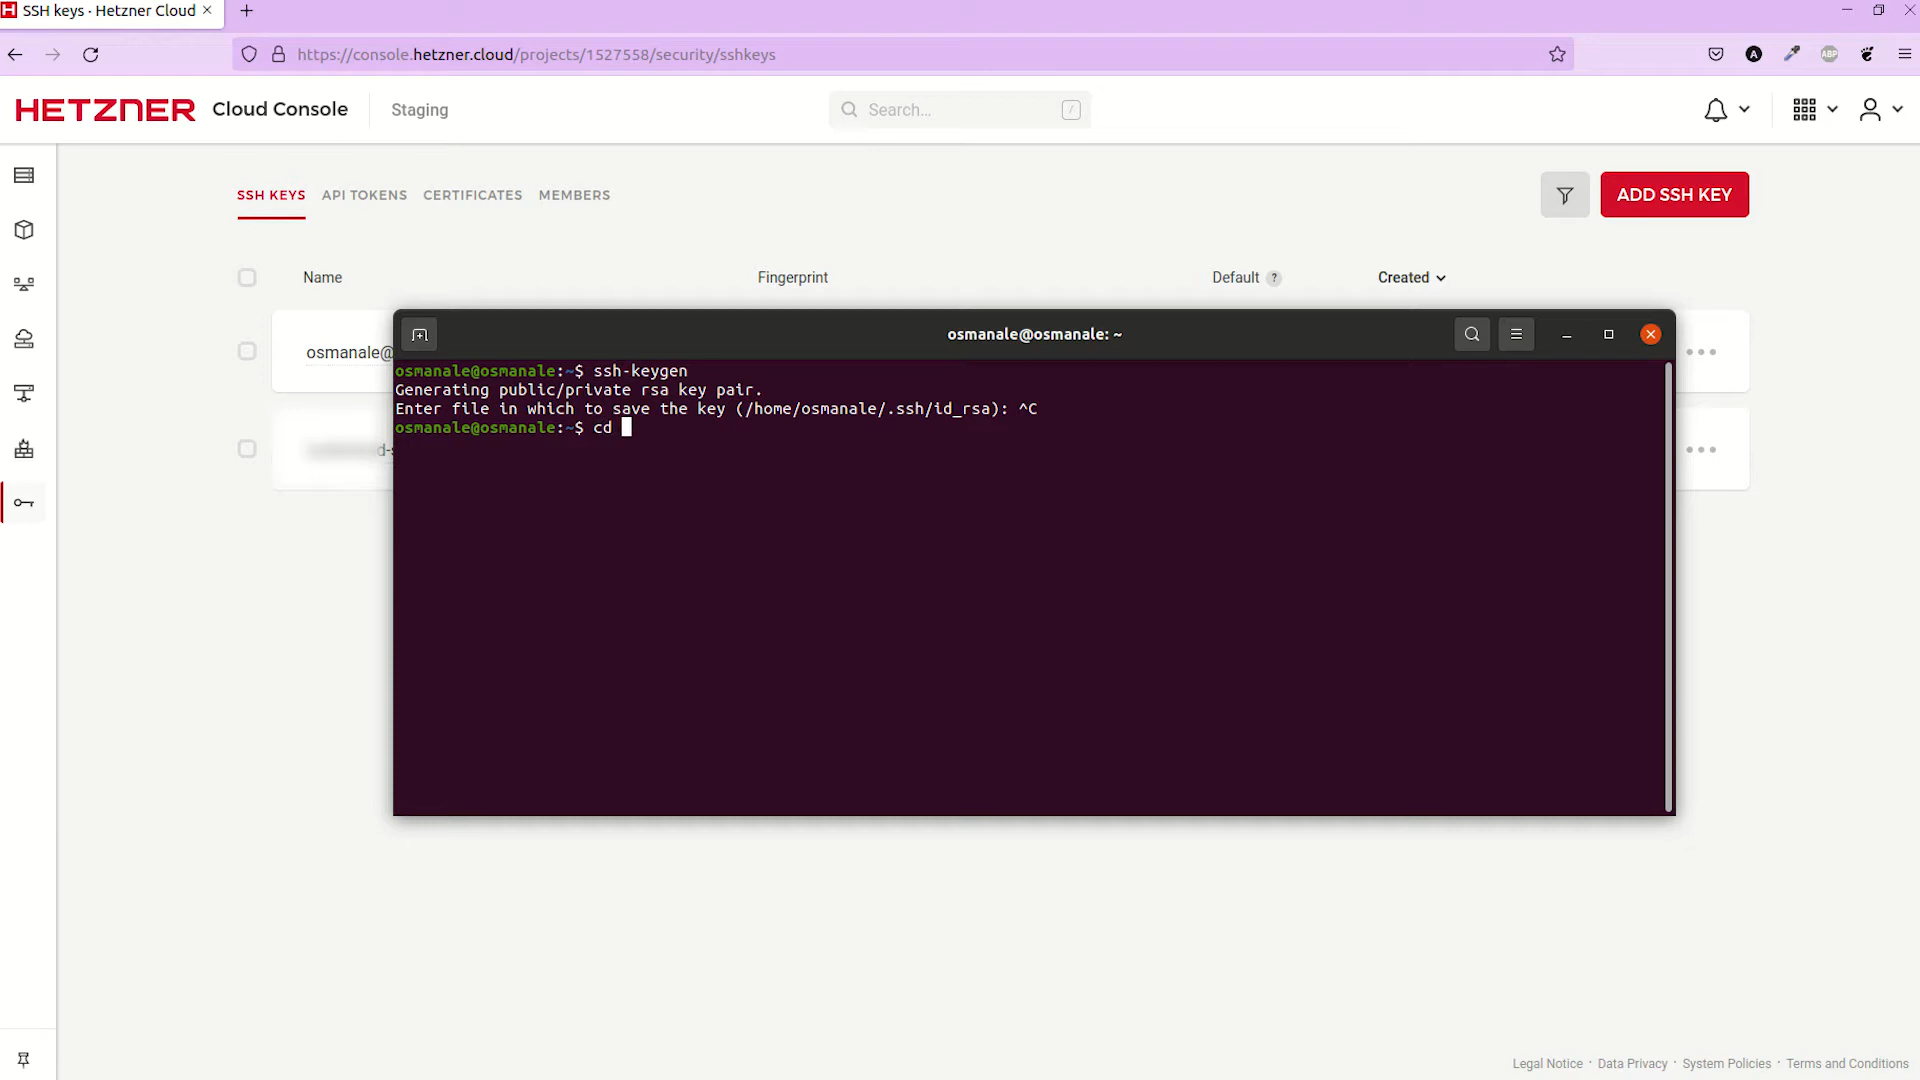 SSH keys · Hetzner Cloud
https://console.hetzner.cloud/projects/1527558/security/sshkeys
HETZNER Cloud Console Staging Search... /
SSH KEYS API TOKENS CERTIFICATES MEMBERS ADD SSH KEY
Name Fingerprint Default ? Created
osmanale@
osmanale@osmanale: ~
osmanale@osmanale:~$ ssh-keygen
Generating public/private rsa key pair.
Enter file in which to save the key (/home/osmanale/.ssh/id_rsa): ^C
osmanale@osmanale:~$ cd
Legal Notice · Data Privacy · System Policies · Terms and Conditions